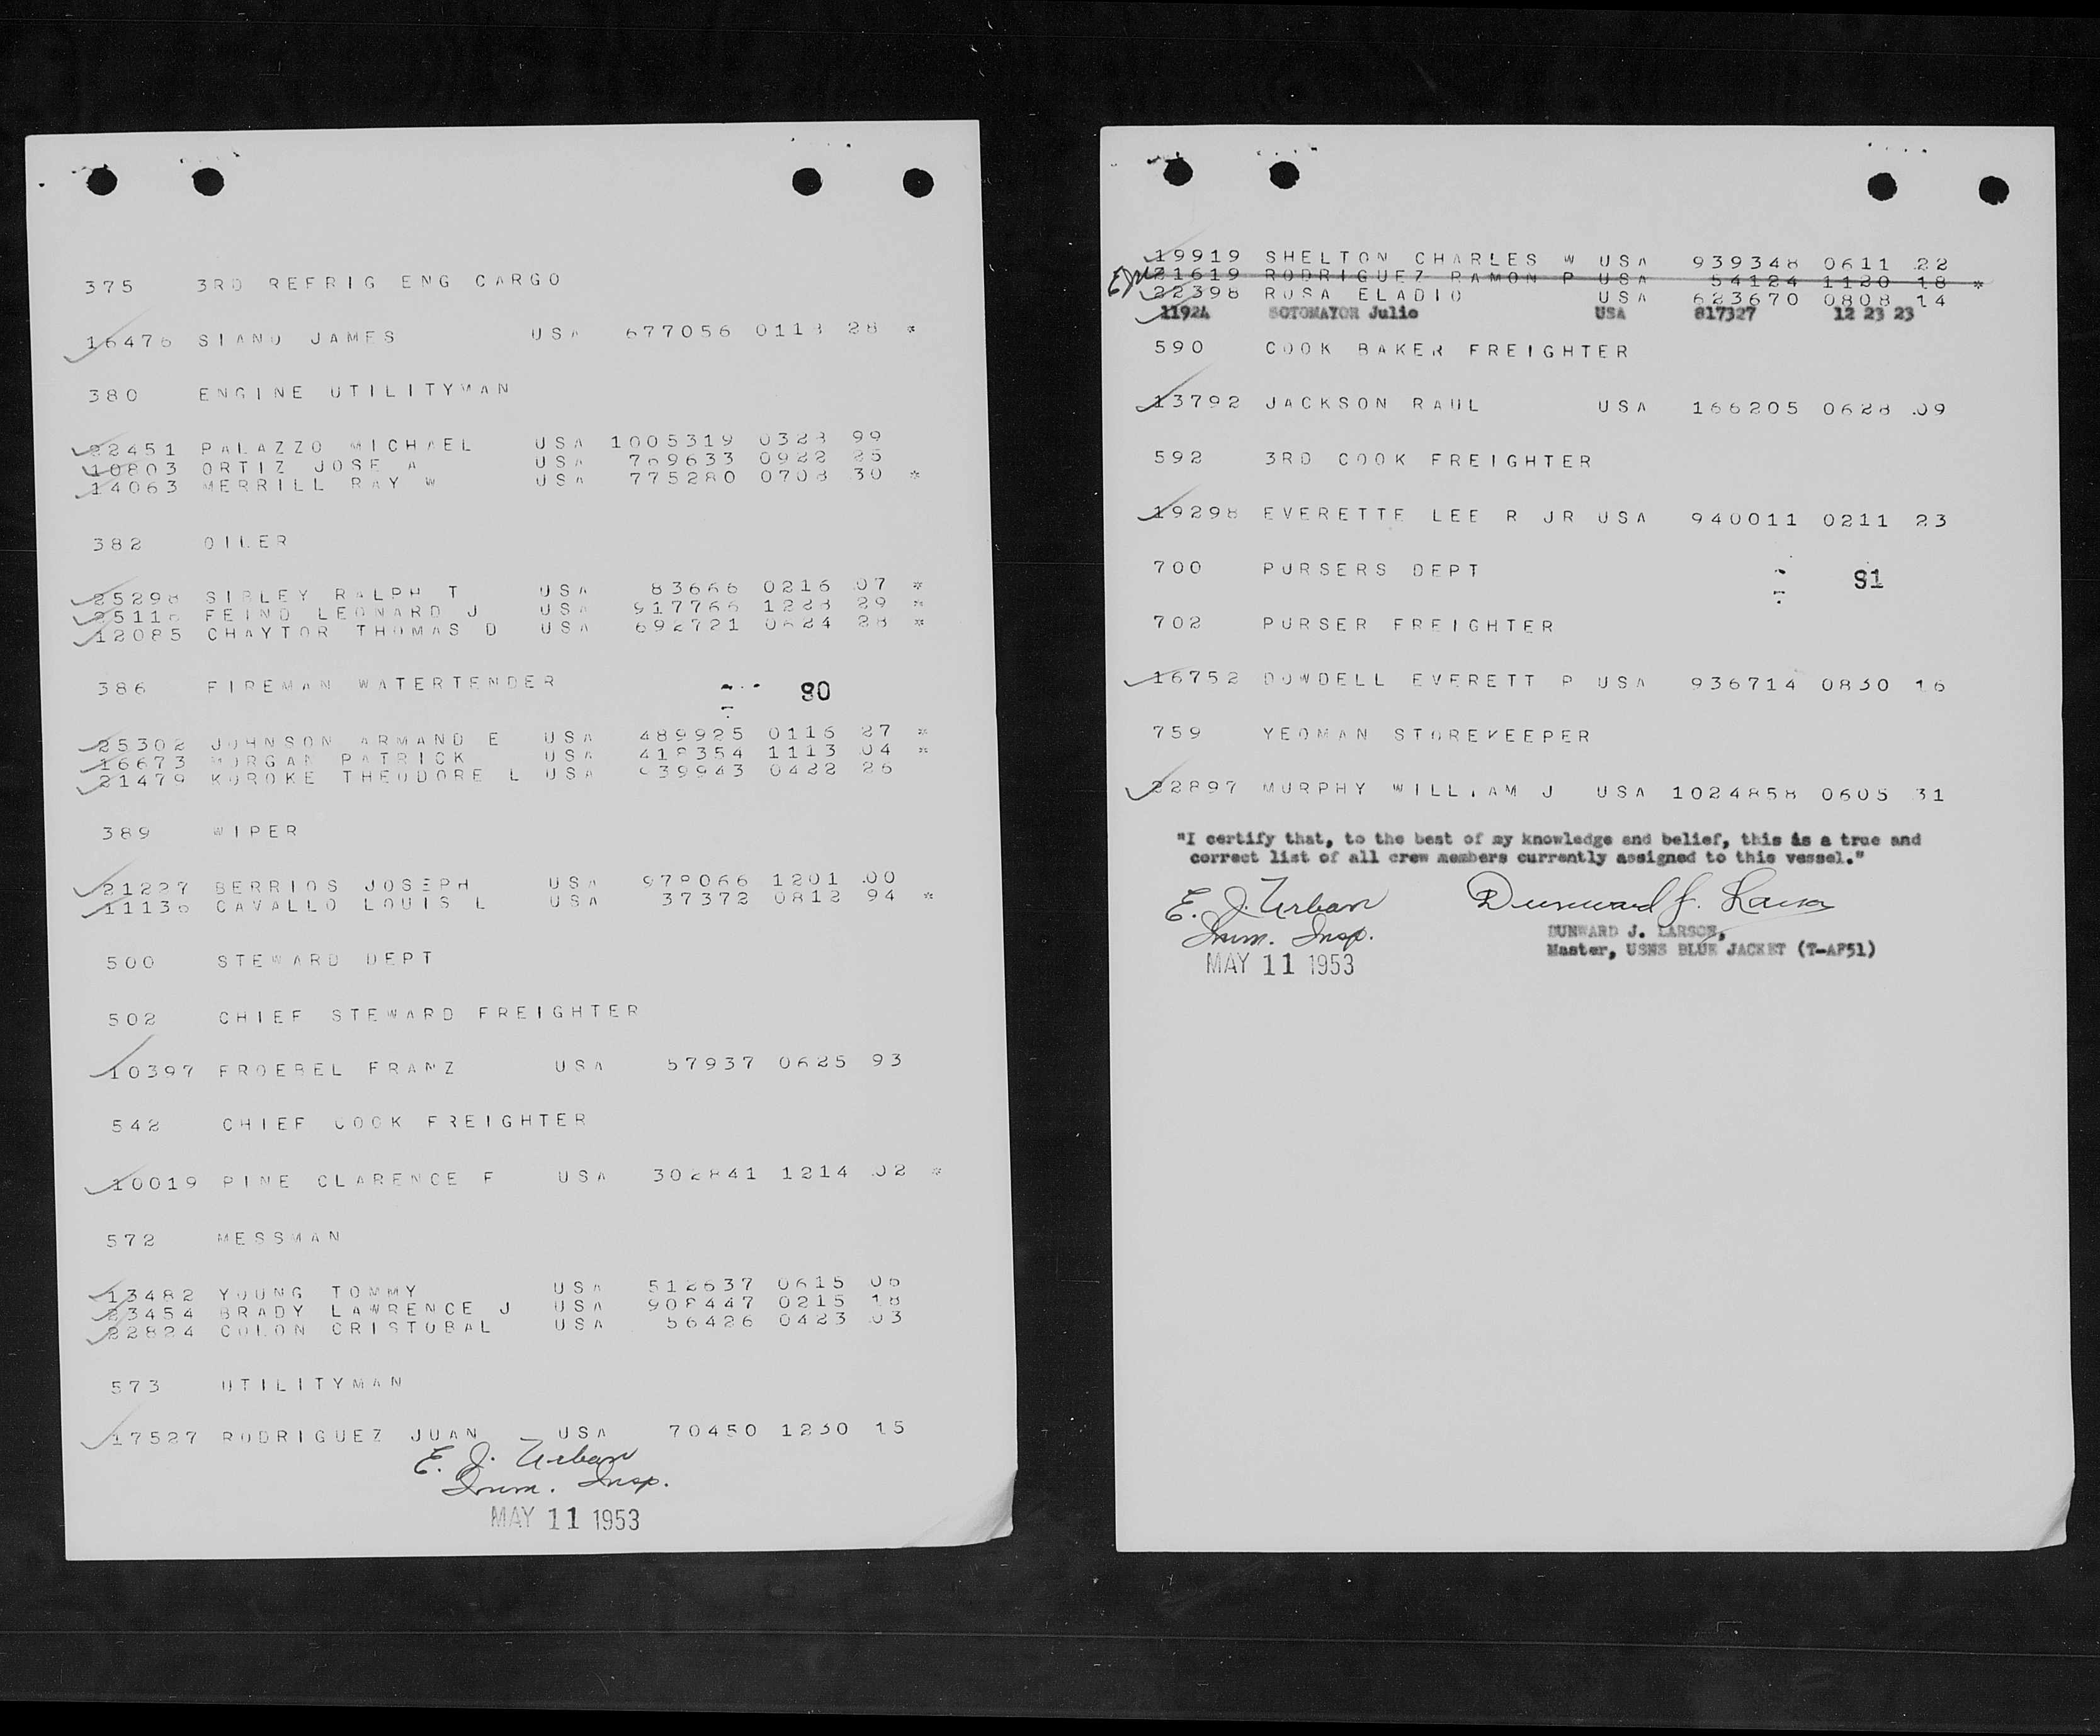 375 3RD REFRIG ENG CARGO
16476 SIANO JAMES USA 677056 0113 28 *
380 ENGINE UTILITYMAN
22451 PALAZZO MICHAEL USA 1005319 0328 99
10803 ORTIZ JOSE A USA 769633 0922 25
14063 MERRILL RAY W USA 775280 0708 30 *
382 OILER
25298 SIPLEY RALPH T USA 83666 0216 07 *
25116 FEIND LEONARD J USA 917766 1228 29 *
12085 CHAYTOR THOMAS D USA 692721 0624 28 *
386 FIREMAN WATERTENDER
80
25302 JOHNSON ARMAND E USA 489925 0116 27 *
16673 MORGAN PATRICK USA 418354 1113 04 *
21479 KUROKE THEODORE L USA 939943 0422 26
389 WIPER
21227 BERRIOS JOSEPH USA 978066 1201 00
11136 CAVALLO LOUIS L USA 37372 0812 94 *
500 STEWARD DEPT
502 CHIEF STEWARD FREIGHTER
10397 FROEBEL FRANZ USA 57937 0625 93
542 CHIEF COOK FREIGHTER
10019 PINE CLARENCE F USA 302841 1214 02 *
572 MESSMAN
13482 YOUNG TOMMY USA 512637 0615 06
23454 BRADY LAWRENCE J USA 908447 0215 18
22824 COLON CRISTOBAL USA 56426 0423 03
573 UTILITYMAN
17527 RODRIGUEZ JUAN USA 70450 1230 15
E. J. Urban
Imm. Insp.
MAY 11 1953
19919 SHELTON CHARLES W USA 939348 0611 22
21619 RODRIGUEZ RAMON P USA 54124 1120 18 *
22398 ROSA ELADIO USA 623670 0808 14
11924 SOTOMAYOR Julio USA 817327 12 23 23
590 COOK BAKER FREIGHTER
13792 JACKSON RAUL USA 166205 0628 09
592 3RD COOK FREIGHTER
19298 EVERETTE LEE R JR USA 940011 0211 23
700 PURSERS DEPT
81
702 PURSER FREIGHTER
16752 DOWDELL EVERETT P USA 936714 0830 16
759 YEOMAN STOREKEEPER
22897 MURPHY WILLIAM J USA 1024858 0605 31
"I certify that, to the best of my knowledge and belief, this is a true and
correct list of all crew members currently assigned to this vessel."
E. J. Urban
Imm. Insp.
MAY 11 1953
Dunward J. Larson
DUNWARD J. LARSON,
Master, USNS BLUE JACKET (T-AF51)